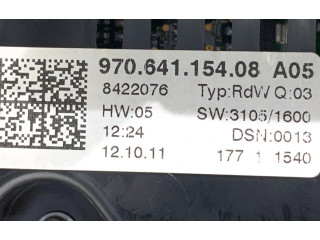 970.641.154.08 A05
8422076 Typ:RdW Q:03
HW:05 SW:3105/1600
12:24 DSN:0013
12.10.11 177 1 1540